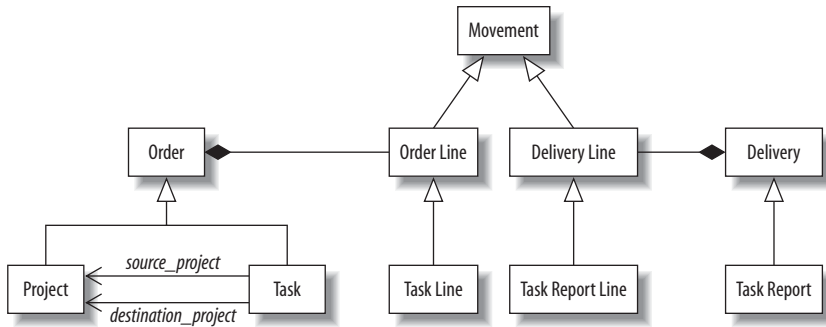 Movement
Order
Order Line
Delivery Line
Delivery
source_project
Project
Task
Task Line
Task Report Line
Task Report
destination_project